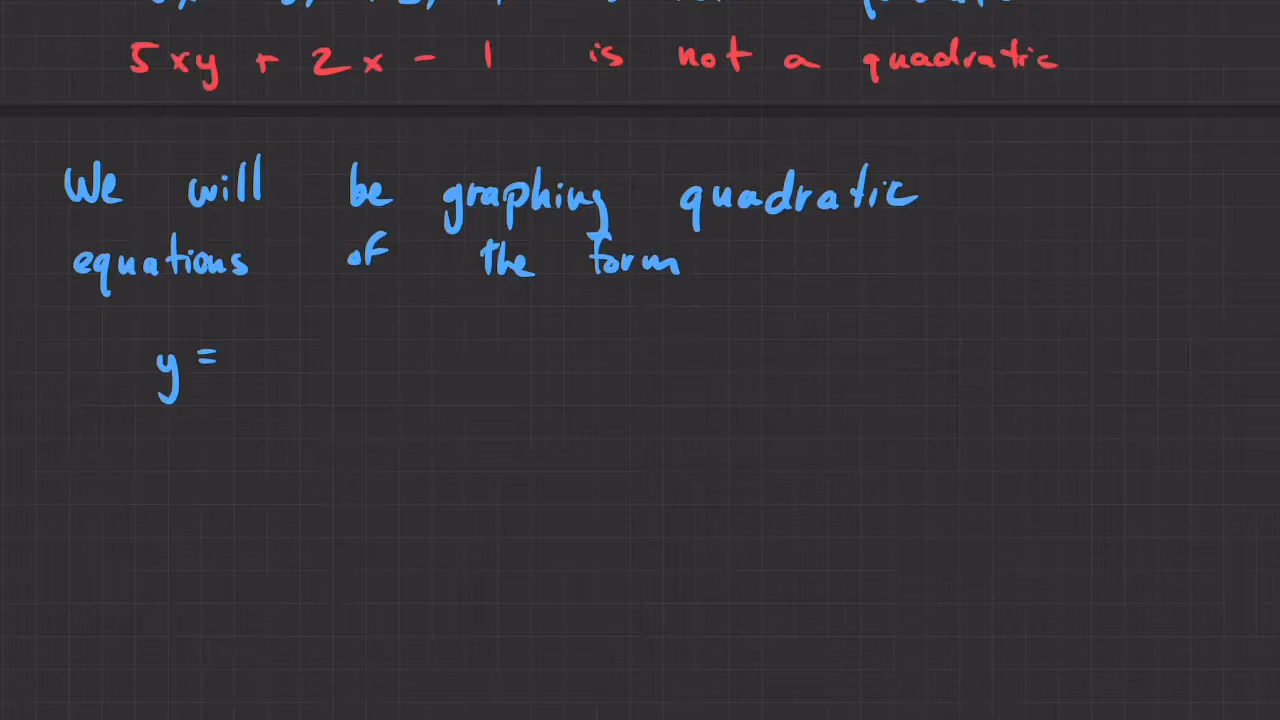 5xy + 2x - 1 is not a quadratic
We will be graphing quadratic
equations of the form
y =